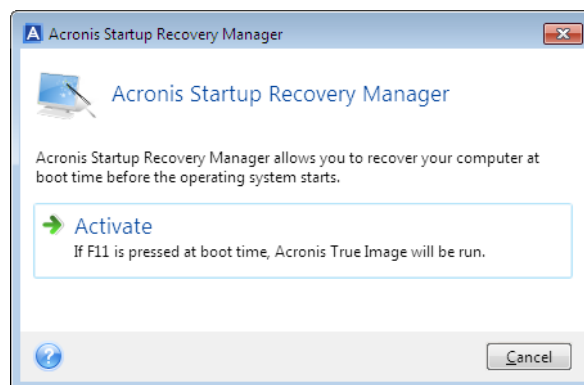 Acronis Startup Recovery Manager
Acronis Startup Recovery Manager
Acronis Startup Recovery Manager allows you to recover your computer at
boot time before the operating system starts.
Activate
If F11 is pressed at boot time, Acronis True Image will be run.
Cancel